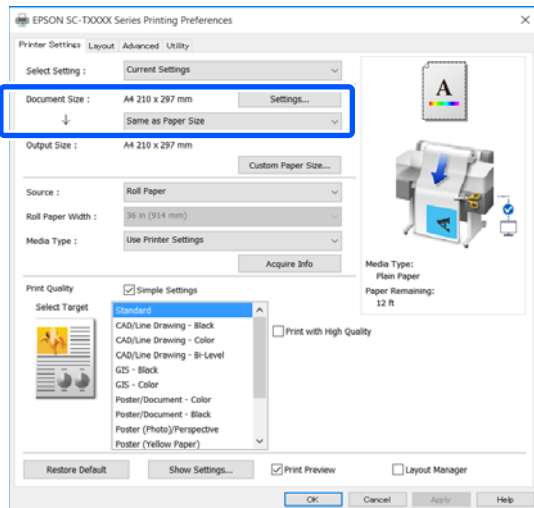 EPSON SC-TXXXX Series Printing Preferences
Printer Settings Layout Advanced Utility
Select Setting : Current Settings
Document Size : A4 210 x 297 mm Settings...
Same as Paper Size
Output Size : A4 210 x 297 mm
Custom Paper Size...
Source : Roll Paper
Roll Paper Width : 36 in (914 mm)
Media Type : Use Printer Settings
Acquire Info
A
A
Media Type:
Plain Paper
Paper Remaining:
12 ft
Print Quality Simple Settings
Select Target
Standard
CAD/Line Drawing - Black
CAD/Line Drawing - Color
CAD/Line Drawing - Bi-Level
GIS - Black
GIS - Color
Poster/Document - Color
Poster/Document - Black
Poster (Photo)/Perspective
Poster (Yellow Paper)
Print with High Quality
Restore Default Show Settings... Print Preview Layout Manager
OK Cancel Apply Help